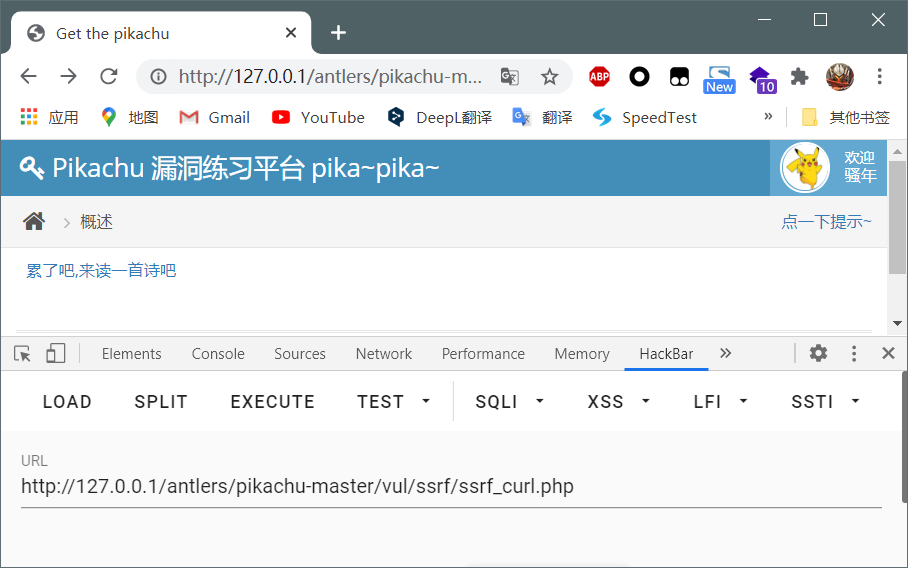 Get the pikachu
http://127.0.0.1/antlers/pikachu-m...
ABP
New
10
应用 地图 Gmail YouTube DeepL翻译 翻译 SpeedTest » 其他书签
Pikachu 漏洞练习平台 pika~pika~
欢迎
骚年
概述
点一下提示~
累了吧,来读一首诗吧
Elements Console Sources Network Performance Memory HackBar »
LOAD SPLIT EXECUTE TEST SQLI XSS LFI SSTI
URL
http://127.0.0.1/antlers/pikachu-master/vul/ssrf/ssrf_curl.php